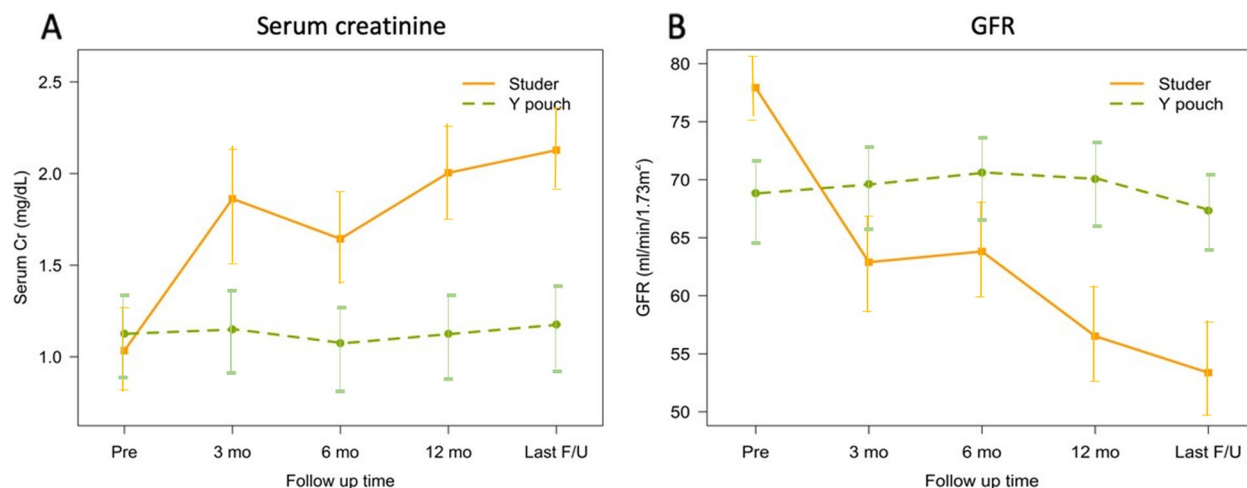 A
Serum creatinine
Serum Cr (mg/dL)
2.5
2.0
1.5
1.0
Studer
Y pouch
Pre
3 mo
6 mo
12 mo
Last F/U
Follow up time
B
GFR
GFR (ml/min/1.73m²)
80
75
70
65
60
55
50
Studer
Y pouch
Pre
3 mo
6 mo
12 mo
Last F/U
Follow up time